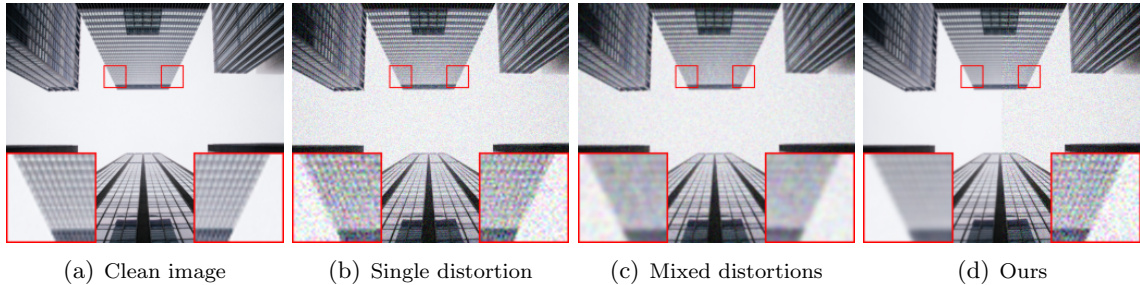 (a) Clean image
(b) Single distortion
(c) Mixed distortions
(d) Ours